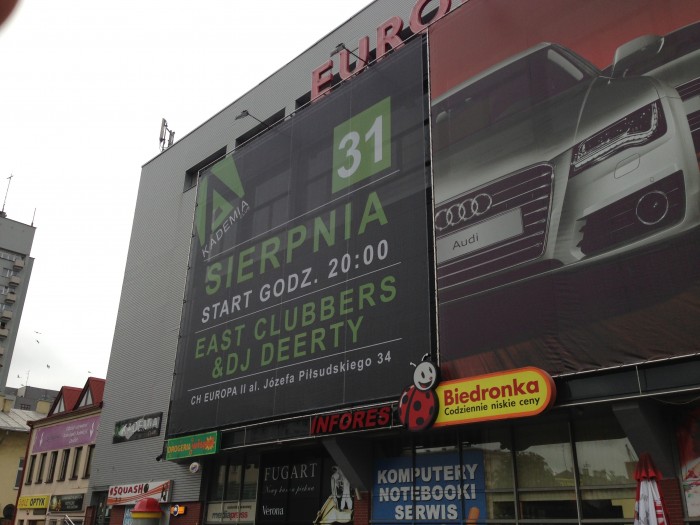 EURO
31
AKADEMIA
SIERPNIA
START GODZ. 20:00
EAST CLUBBERS
&DJ DEERTY
CH EUROPA II al. Józefa Piłsudskiego 34
Audi
INFORES
Biedronka
Codziennie niskie ceny
DROGERIA
FUGART
Verona
KOMPUTERY
NOTEBOOKI
SERWIS
#SQUASH
OPTYK